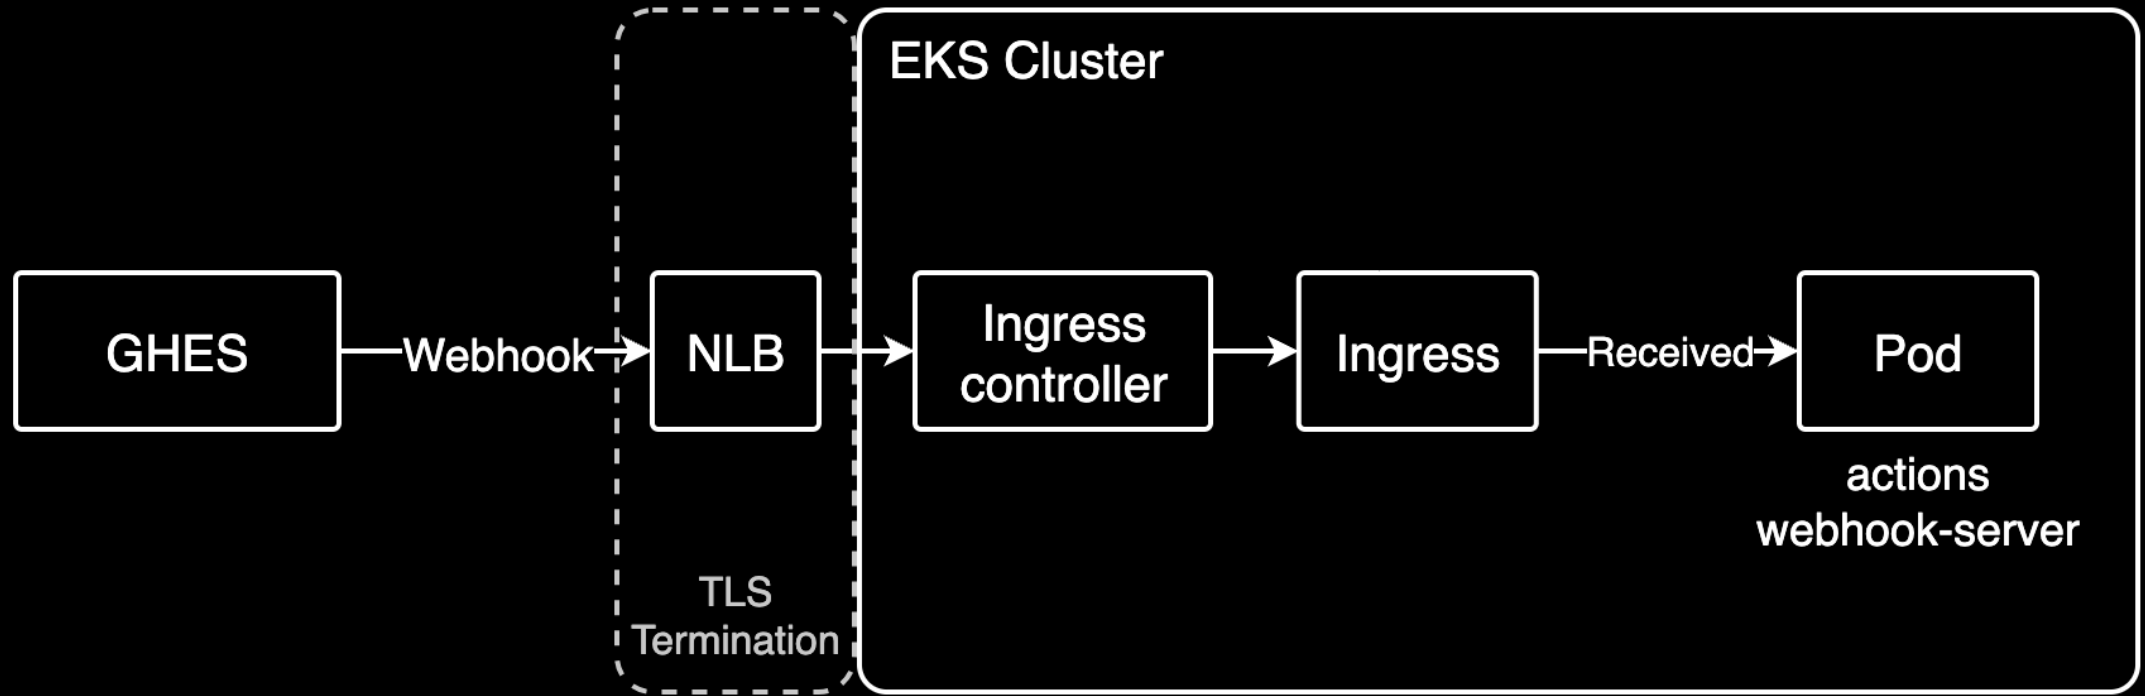 EKS Cluster
GHES
Webhook
NLB
Ingress
controller
Ingress
Received
Pod
actions
webhook-server
TLS
Termination